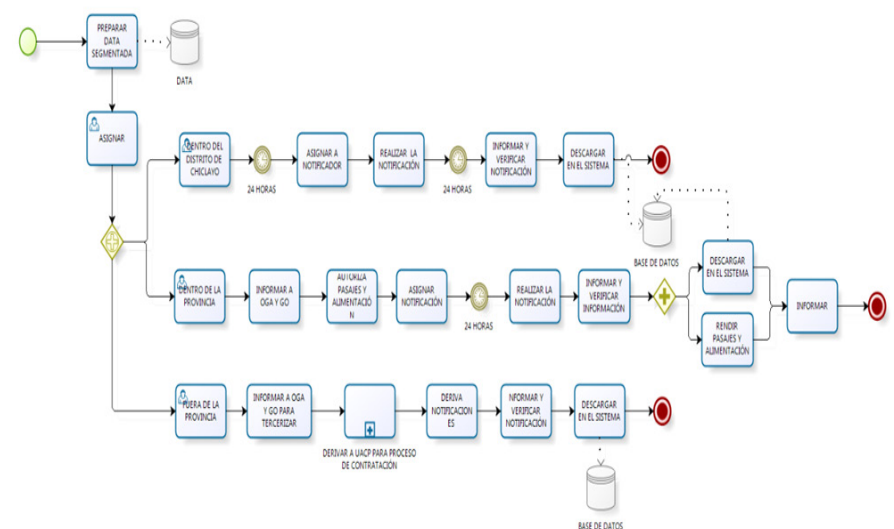 PREPARAR
DATA
SEGMENTADA
DATA
ASIGNAR
DENTRO DEL
DISTRITO DE
CHICLAYO
24 HORAS
ASIGNAR A
NOTIFICADOR
REALIZAR LA
NOTIFICACIÓN
24 HORAS
INFORMAR Y
VERIFICAR
NOTIFICACIÓN
DESCARGAR
EN EL SISTEMA
BASE DE DATOS
DENTRO DE LA
PROVINCIA
INFORMAR A
OGA Y GO
AUTORIZA
PASAJES Y
ALIMENTACIÓ
N
ASIGNAR
NOTIFICACIÓN
24 HORAS
REALIZAR LA
NOTIFICACIÓN
INFORMAR Y
VERIFICAR
INFORMACIÓN
DESCARGAR
EN EL SISTEMA
RENDIR
PASAJES Y
ALIMENTACIÓN
INFORMAR
FUERA DE LA
PROVINCIA
INFORMAR A OGA
Y GO PARA
TERCERIZAR
DERIVAR A UACP PARA PROCESO
DE CONTRATACIÓN
DERIVA
NOTIFICACION
ES
NFORMAR Y
VERIFICAR
NOTIFICACIÓN
DESCARGAR
EN EL SISTEMA
BASE DE DATOS